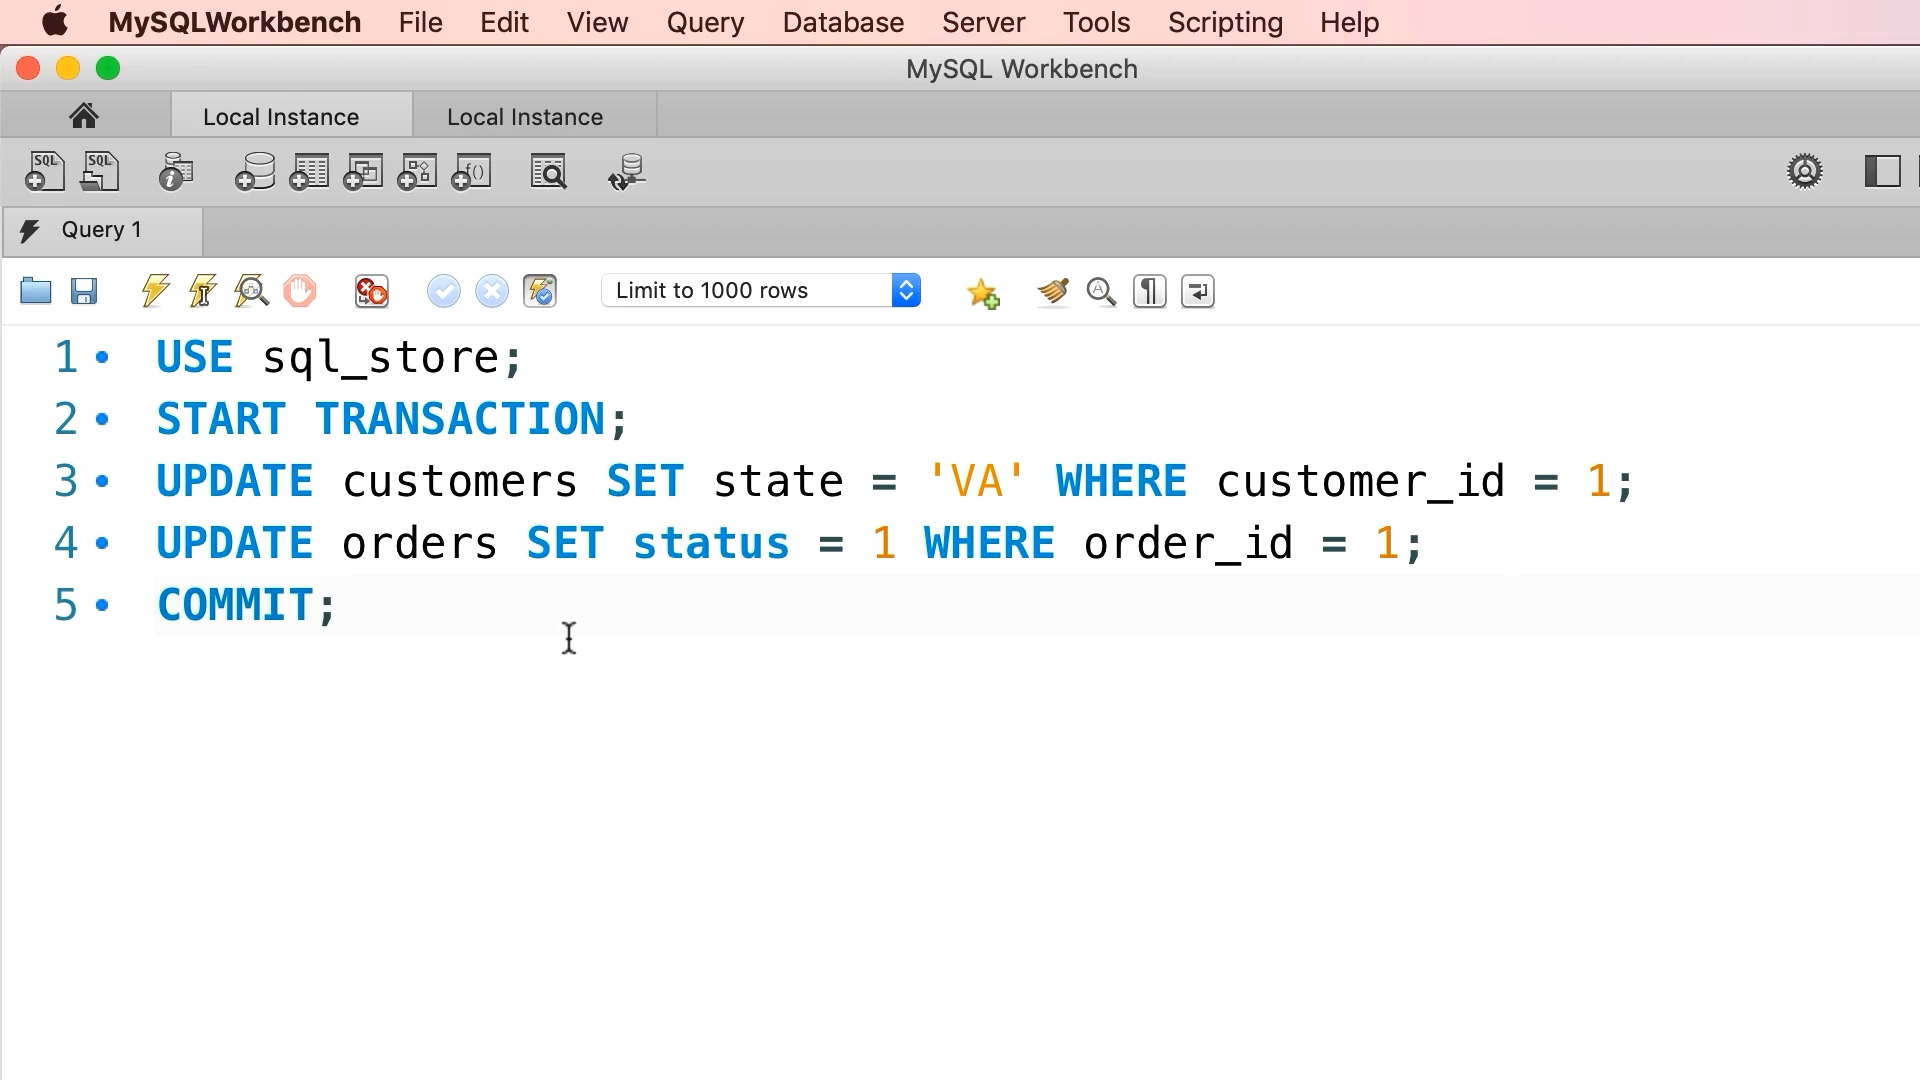 MySQLWorkbench File Edit View Query Database Server Tools Scripting Help
MySQL Workbench
Local Instance Local Instance
SQL SQL f()
Query 1
Limit to 1000 rows
1 USE sql_store;
2 START TRANSACTION;
3 UPDATE customers SET state = 'VA' WHERE customer_id = 1;
4 UPDATE orders SET status = 1 WHERE order_id = 1;
5 COMMIT;